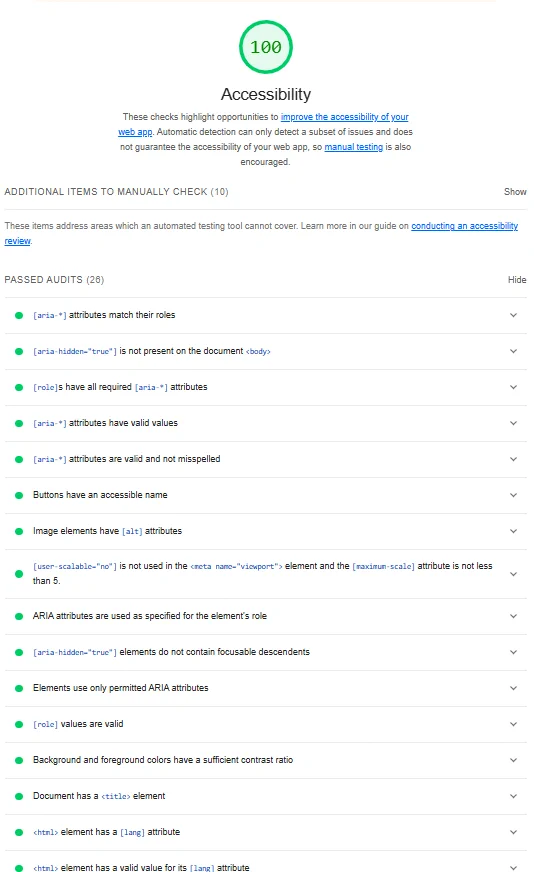 100
Accessibility
These checks highlight opportunities to improve the accessibility of your
web app. Automatic detection can only detect a subset of issues and does
not guarantee the accessibility of your web app, so manual testing is also
encouraged.
ADDITIONAL ITEMS TO MANUALLY CHECK (10) Show
These items address areas which an automated testing tool cannot cover. Learn more in our guide on conducting an accessibility
review.
PASSED AUDITS (26) Hide
[aria-*] attributes match their roles
[aria-hidden="true"] is not present on the document <body>
[role]s have all required [aria-*] attributes
[aria-*] attributes have valid values
[aria-*] attributes are valid and not misspelled
Buttons have an accessible name
Image elements have [alt] attributes
[user-scalable="no"] is not used in the <meta name="viewport"> element and the [maximum-scale] attribute is not less
than 5.
ARIA attributes are used as specified for the element's role
[aria-hidden="true"] elements do not contain focusable descendents
Elements use only permitted ARIA attributes
[role] values are valid
Background and foreground colors have a sufficient contrast ratio
Document has a <title> element
<html> element has a [lang] attribute
<html> element has a valid value for its [lang] attribute